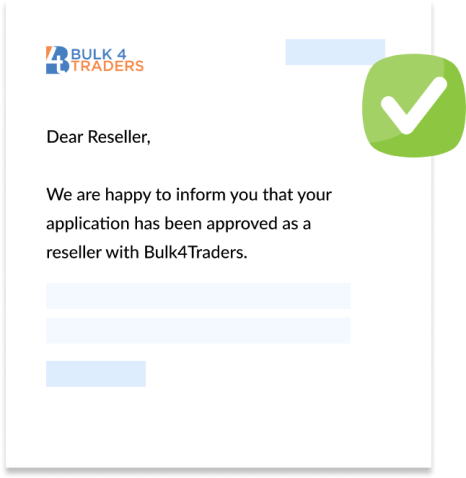 BULK 4
TRADERS
Dear Reseller,
We are happy to inform you that your
application has been approved as a
reseller with Bulk4Traders.